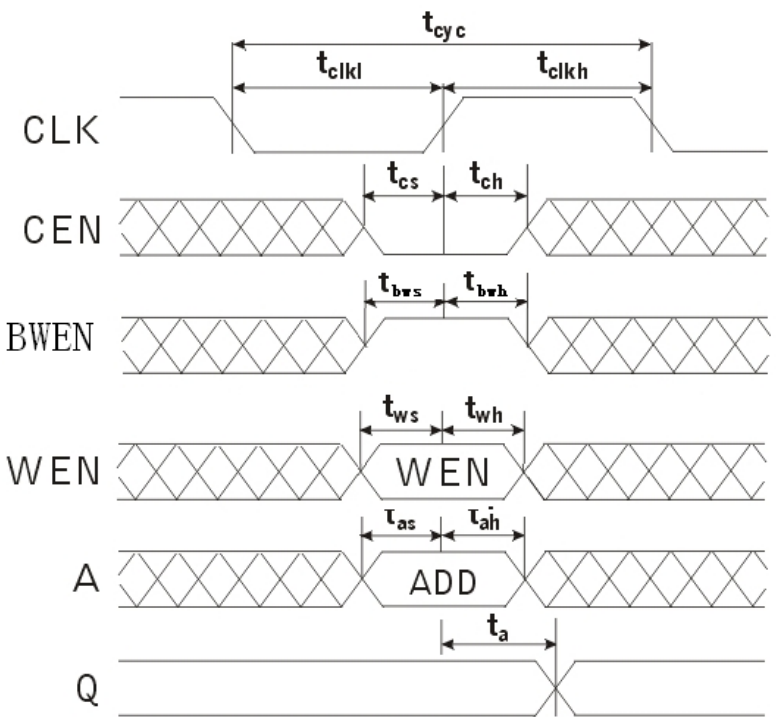 tcyc
tclkl tclkh
CLK
tcs tch
CEN
tbws tbwh
BWEN
tws twh
WEN WEN
τas τah
A ADD
ta
Q